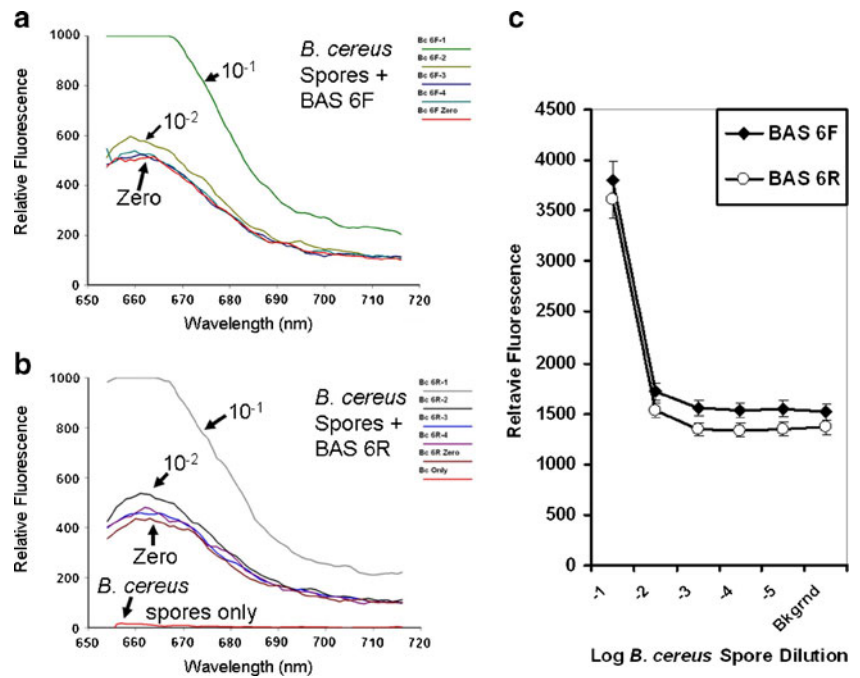 a
Relative Fluorescence
1000
800
600
400
200
0
650 660 670 680 690 700 710 720
Wavelength (nm)
10-1
10-2
Zero
B. cereus
Spores +
BAS 6F
Bc 6F-1
Bc 6F-2
Bc 6F-3
Bc 6F-4
Bc 6F Zero
b
Relative Fluorescence
1000
800
600
400
200
0
650 660 670 680 690 700 710 720
Wavelength (nm)
10-1
10-2
Zero
B. cereus
spores only
B. cereus
Spores +
BAS 6R
Bc 6R-1
Bc 6R-2
Bc 6R-3
Bc 6R-4
Bc 6R Zero
Bc Only
c
Reltavie Fluorescence
4500
4000
3500
3000
2500
2000
1500
1000
500
0
BAS 6F
BAS 6R
-1 -2 -3 -4 -5 Bkgrnd
Log B. cereus Spore Dilution